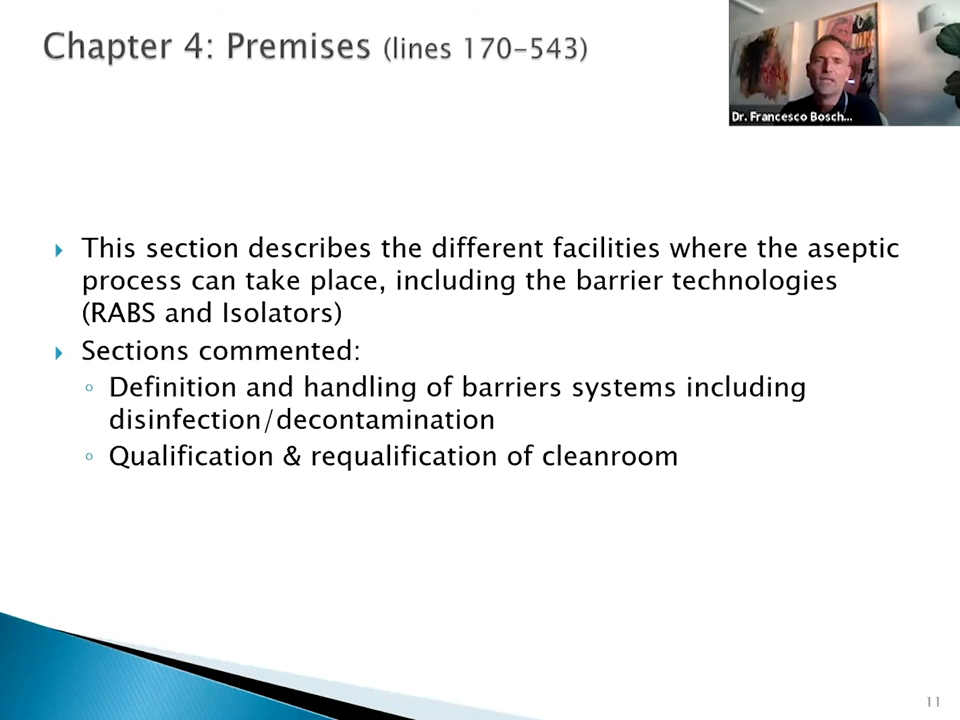 Chapter 4: Premises (lines 170-543)
Dr. Francesco Bosch...
This section describes the different facilities where the aseptic
process can take place, including the barrier technologies
(RABS and Isolators)
Sections commented:
Definition and handling of barriers systems including
disinfection/decontamination
Qualification & requalification of cleanroom
11